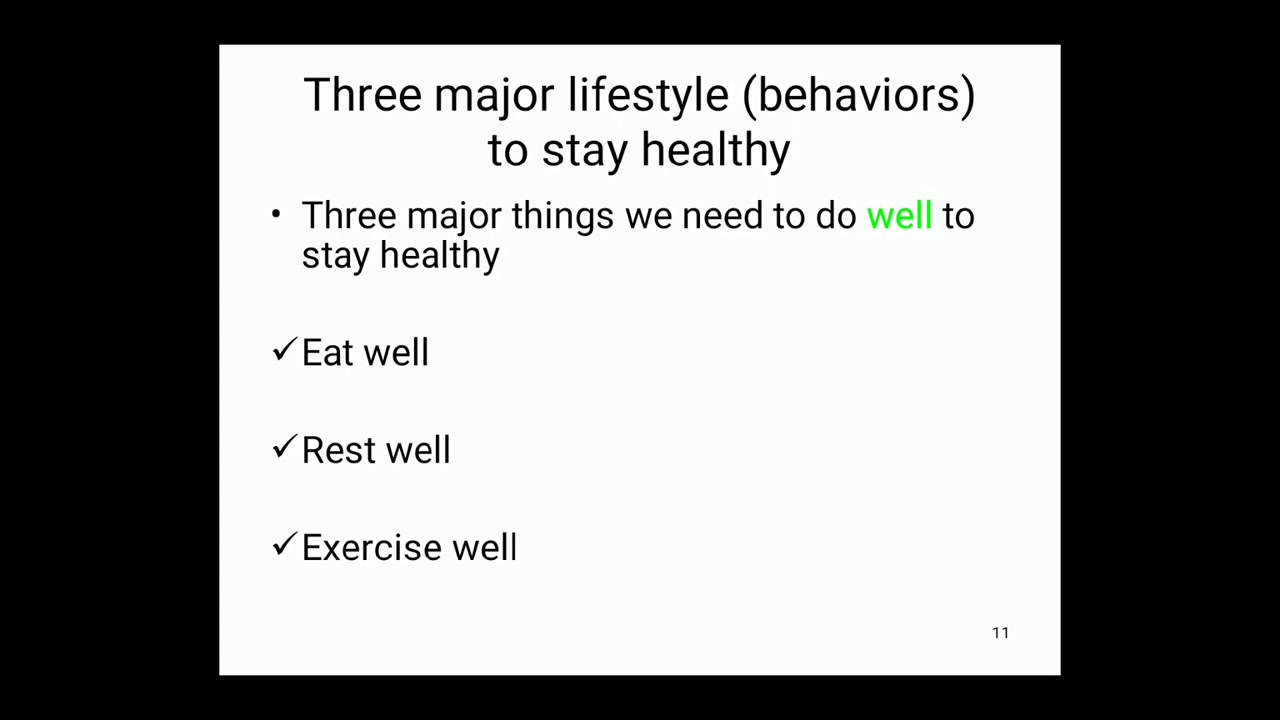 Three major lifestyle (behaviors)
to stay healthy
• Three major things we need to do well to
stay healthy
✓Eat well
✓Rest well
✓Exercise well
11